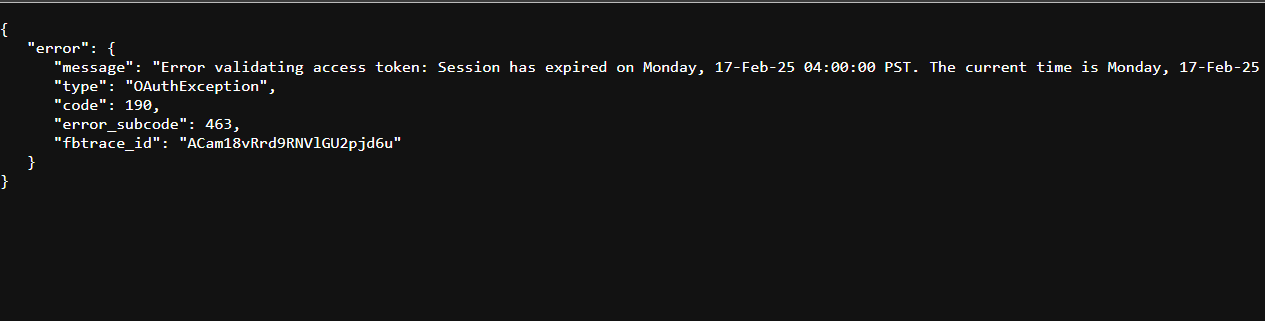 {
"error": {
"message": "Error validating access token: Session has expired on Monday, 17-Feb-25 04:00:00 PST. The current time is Monday, 17-Feb-25
"type": "OAuthException",
"code": 190,
"error_subcode": 463,
"fbtrace_id": "ACam18vRrd9RNVlGU2pjd6u"
}
}